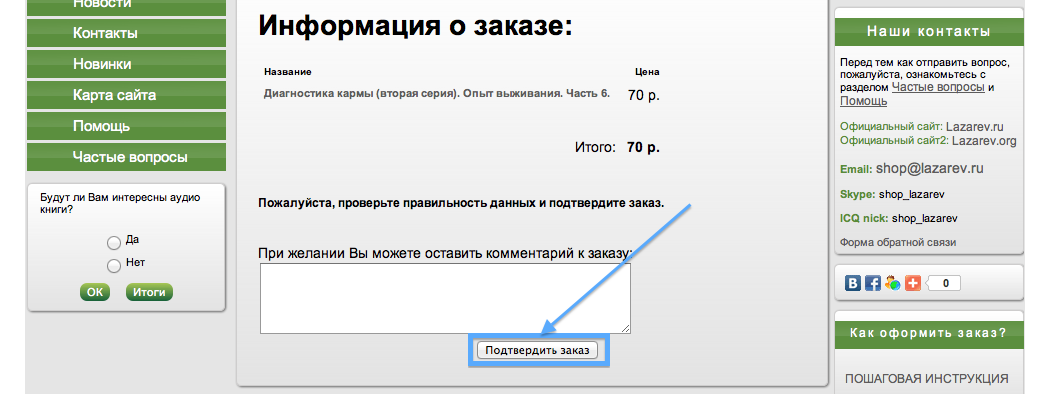 Новости
Контакты
Новинки
Карта сайта
Помощь
Частые вопросы
Будут ли Вам интересны аудио
книги?
Да
Нет
ОК
Итоги
Информация о заказе:
Название
Цена
Диагностика кармы (вторая серия). Опыт выживания. Часть 6.
70 р.
Итого: 70 р.
Пожалуйста, проверьте правильность данных и подтвердите заказ.
При желании Вы можете оставить комментарий к заказу:
Подтвердить заказ
Наши контакты
Перед тем как отправить вопрос,
пожалуйста, ознакомьтесь с
разделом Частые вопросы и
Помощь
Официальный сайт: Lazarev.ru
Официальный сайт2: Lazarev.org
Email: shop@lazarev.ru
Skype: shop_lazarev
ICQ nick: shop_lazarev
Форма обратной связи
0
Как оформить заказ?
ПОШАГОВАЯ ИНСТРУКЦИЯ